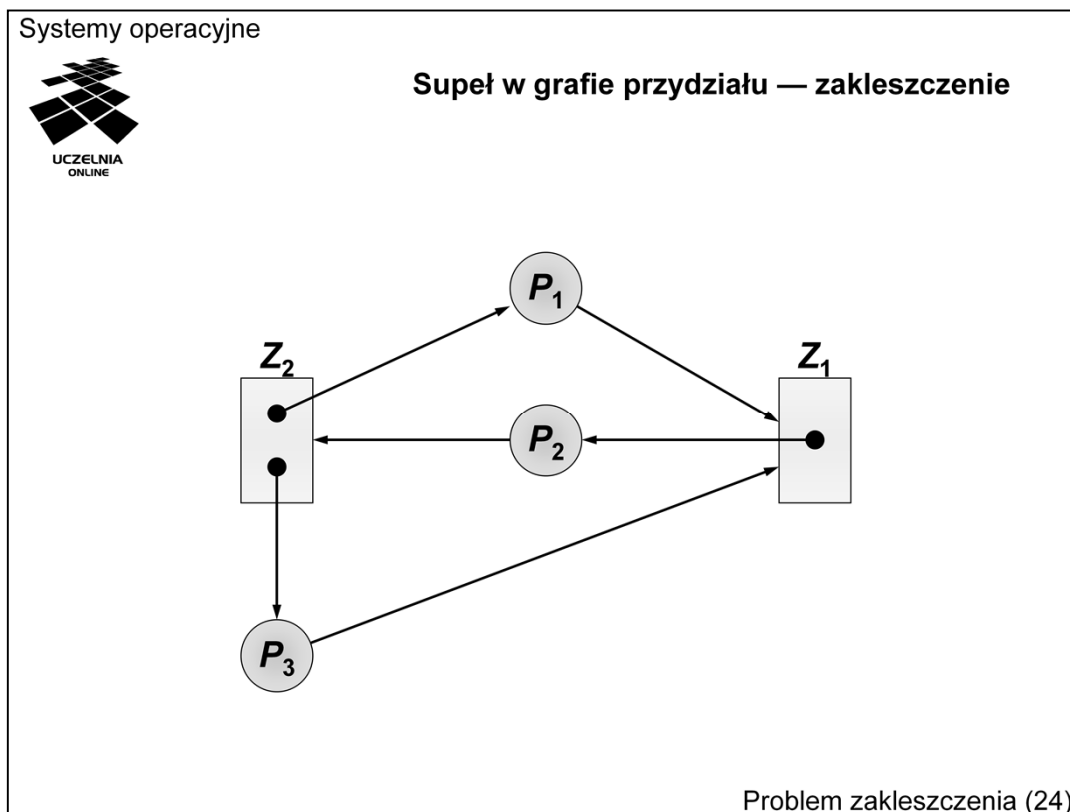 Systemy operacyjne
UCZELNIA
ONLINE
Supeł w grafie przydziału — zakleszczenie
P1
Z2
Z1
P2
P3
Problem zakleszczenia (24)